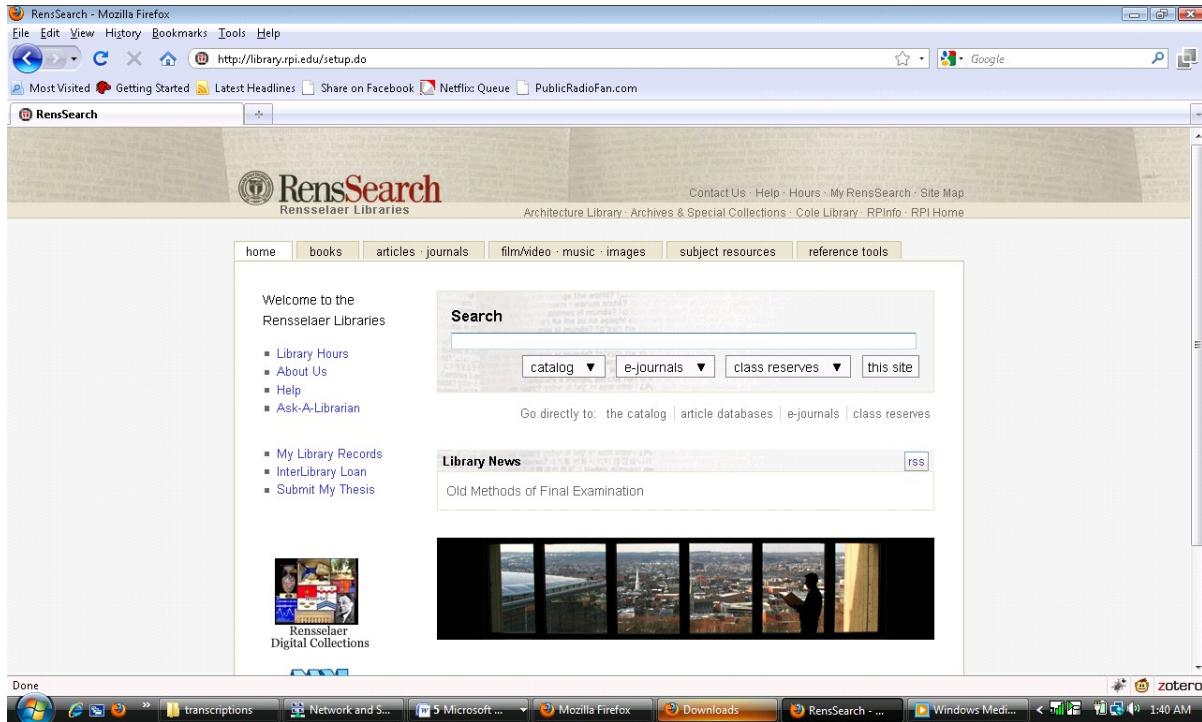 RensSearch - Mozilla Firefox
File Edit View History Bookmarks Tools Help
http://library.rpi.edu/setup.do
Google
Most Visited Getting Started Latest Headlines Share on Facebook Netflix: Queue PublicRadioFan.com
RensSearch
RensSearch
Rensselaer Libraries
Contact Us · Help · Hours · My RensSearch · Site Map
Architecture Library · Archives & Special Collections · Cole Library · RPInfo · RPI Home
home books articles · journals film/video · music · images subject resources reference tools
Welcome to the
Rensselaer Libraries
Library Hours
About Us
Help
Ask-A-Librarian
My Library Records
InterLibrary Loan
Submit My Thesis
Rensselaer
Digital Collections
Search
catalog ▼ e-journals ▼ class reserves ▼ this site
Go directly to: the catalog | article databases | e-journals | class reserves
Library News rss
Old Methods of Final Examination
Done
zotero
transcriptions Network and S... 5 Microsoft ... Mozilla Firefox Downloads RensSearch - ... Windows Medi... 1:40 AM